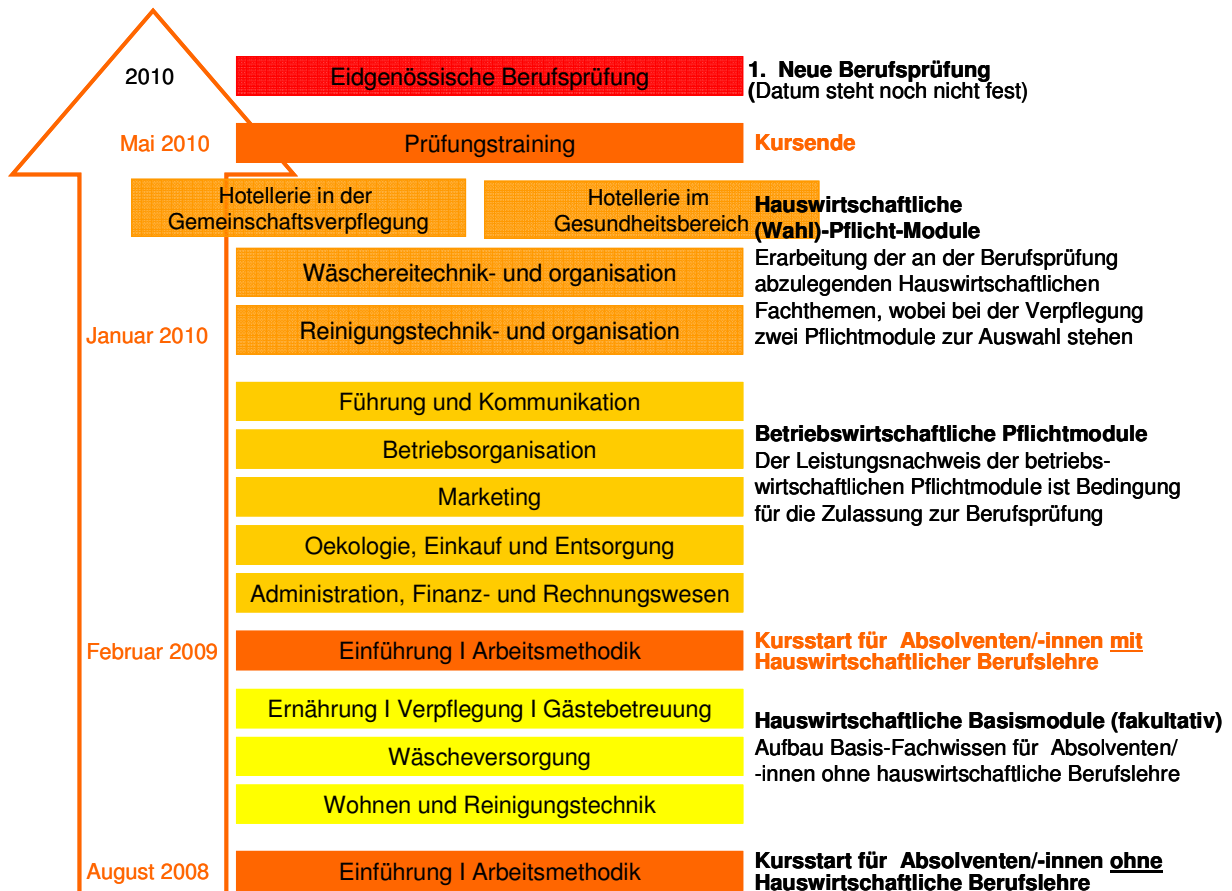 2010
Eidgenössische Berufsprüfung
1. Neue Berufsprüfung
(Datum steht noch nicht fest)
Mai 2010
Prüfungstraining
Kursende
Hotellerie in der
Gemeinschaftsverpflegung
Hotellerie im
Gesundheitsbereich
Hauswirtschaftliche
(Wahl)-Pflicht-Module
Erarbeitung der an der Berufsprüfung
abzulegenden Hauswirtschaftlichen
Fachthemen, wobei bei der Verpflegung
zwei Pflichtmodule zur Auswahl stehen
Wäschereitechnik- und organisation
Januar 2010
Reinigungstechnik- und organisation
Führung und Kommunikation
Betriebsorganisation
Marketing
Oekologie, Einkauf und Entsorgung
Administration, Finanz- und Rechnungswesen
Betriebswirtschaftliche Pflichtmodule
Der Leistungsnachweis der betriebs-
wirtschaftlichen Pflichtmodule ist Bedingung
für die Zulassung zur Berufsprüfung
Februar 2009
Einführung I Arbeitsmethodik
Kursstart für Absolventen/-innen mit
Hauswirtschaftlicher Berufslehre
Ernährung I Verpflegung I Gästebetreuung
Wäscheversorgung
Wohnen und Reinigungstechnik
Hauswirtschaftliche Basismodule (fakultativ)
Aufbau Basis-Fachwissen für Absolventen/
-innen ohne hauswirtschaftliche Berufslehre
August 2008
Einführung I Arbeitsmethodik
Kursstart für Absolventen/-innen ohne
Hauswirtschaftliche Berufslehre